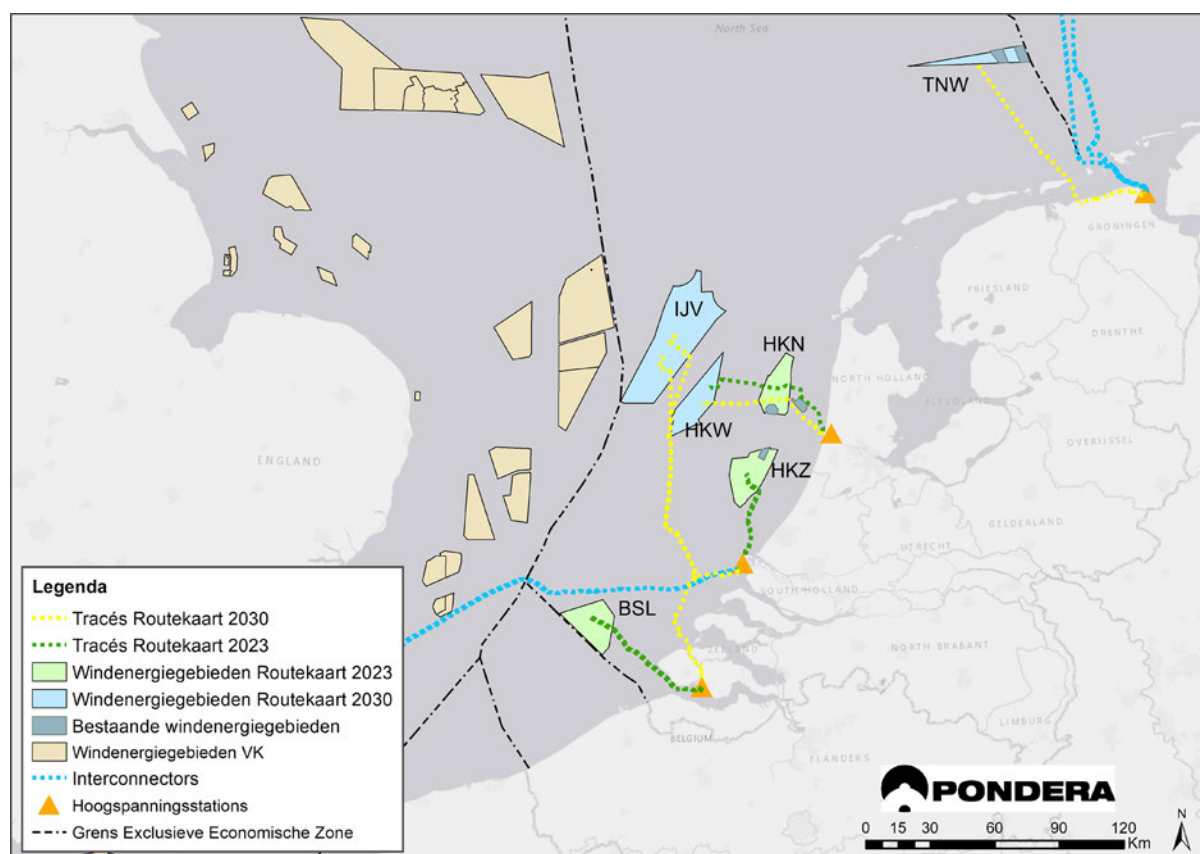 North Sea
TNW
GRONINGEN
FRIESLAND
DRENTHE
IJV
HKN
NORTH HOLLAND
FLEVOLAND
HKW
OVERIJSSEL
ENGLAND
HKZ
GELDERLAND
UTRECHT
SOUTH HOLLAND
BSL
ZEELAND
NORTH BRABANT
LIMBURG
BELGIUM
FLANDERS
Legenda
Tracés Routekaart 2030
Tracés Routekaart 2023
Windenergiegebieden Routekaart 2023
Windenergiegebieden Routekaart 2030
Bestaande windenergiegebieden
Windenergiegebieden VK
Interconnectors
Hoogspanningsstations
Grens Exclusieve Economische Zone
PONDERA
0 15 30 60 90 120
Km
N